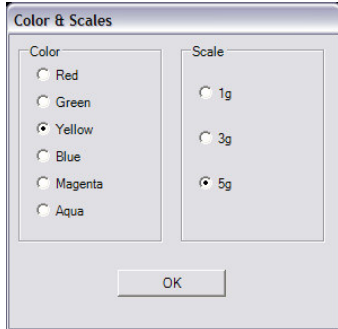 Color & Scales
Color
Red
Green
Yellow
Blue
Magenta
Aqua
Scale
1g
3g
5g
OK